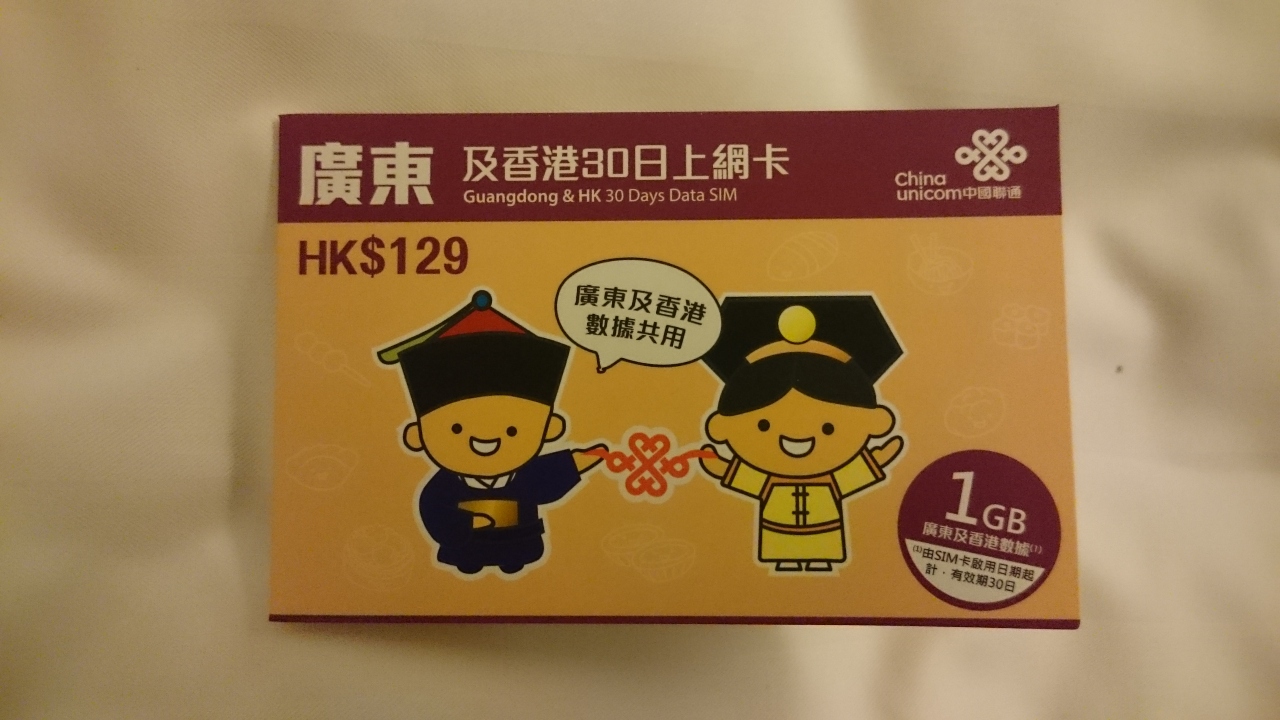 廣東
及香港30日上網卡
Guangdong & HK 30 Days Data SIM
China
unicom中國聯通
HK$129
廣東及香港
數據共用
1GB
廣東及香港數據(1)
(1)由SIM卡啟用日期起
計，有效期30日